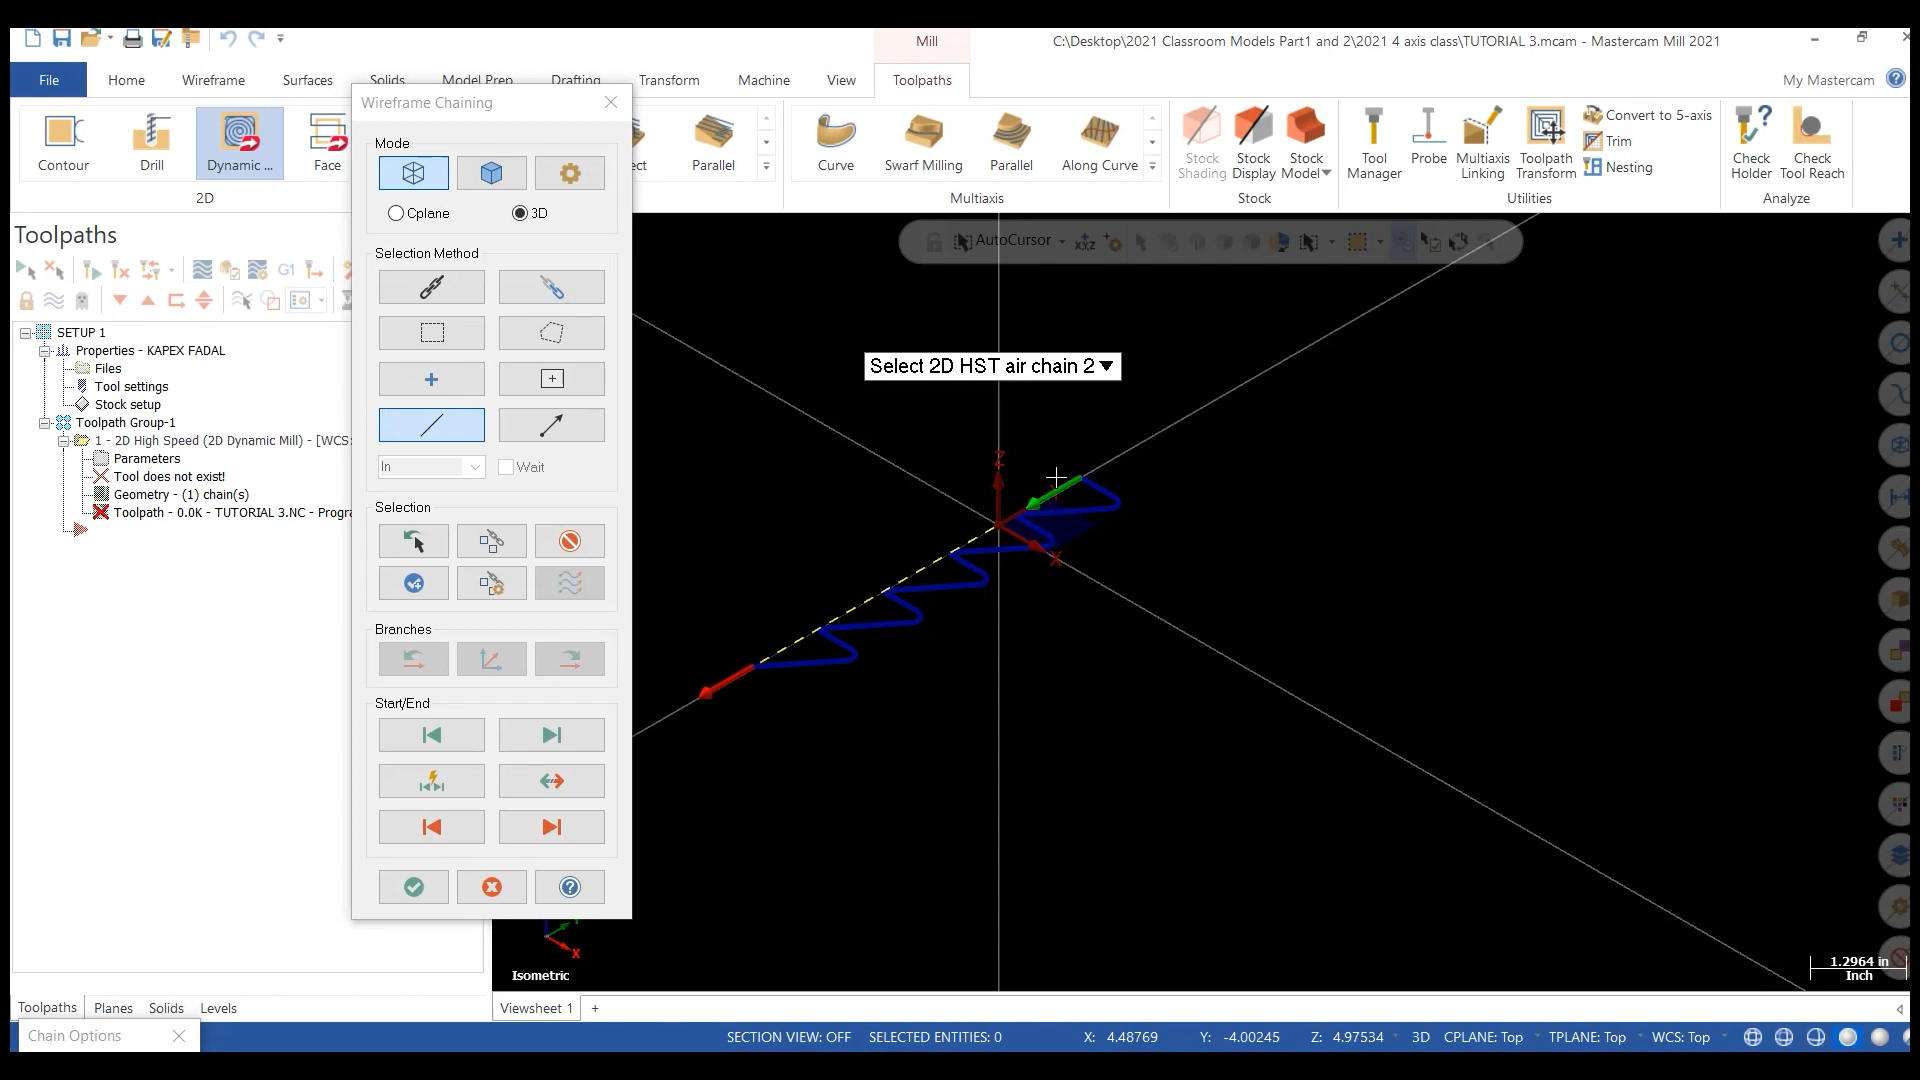 Mill
C:\Desktop\2021 Classroom Models Part1 and 2\2021 4 axis class\TUTORIAL 3.mcam - Mastercam Mill 2021
File
Home
Wireframe
Surfaces
Solids
Model Prep
Drafting
Transform
Machine
View
Toolpaths
My Mastercam
Contour
Drill
Dynamic ...
Face
2D
Parallel
Curve
Swarf Milling
Parallel
Along Curve
Multiaxis
Stock
Shading
Stock
Display
Stock
Model
Stock
Tool
Manager
Probe
Multiaxis
Linking
Toolpath
Transform
Convert to 5-axis
Trim
Nesting
Utilities
Check
Holder
Check
Tool Reach
Analyze
Toolpaths
G1
SETUP 1
Properties - KAPEX FADAL
Files
Tool settings
Stock setup
Toolpath Group-1
1 - 2D High Speed (2D Dynamic Mill) - [WCS:
Parameters
Tool does not exist!
Geometry - (1) chain(s)
Toolpath - 0.0K - TUTORIAL 3.NC - Progra
Wireframe Chaining
Mode
Cplane
3D
Selection Method
In
Wait
Selection
Branches
Start/End
AutoCursor
xyz
Select 2D HST air chain 2
Z
X
X
Isometric
1.2964 in
Inch
Toolpaths
Planes
Solids
Levels
Viewsheet 1
+
Chain Options
SECTION VIEW: OFF
SELECTED ENTITIES: 0
X: 4.48769
Y: -4.00245
Z: 4.97534
3D
CPLANE: Top
TPLANE: Top
WCS: Top